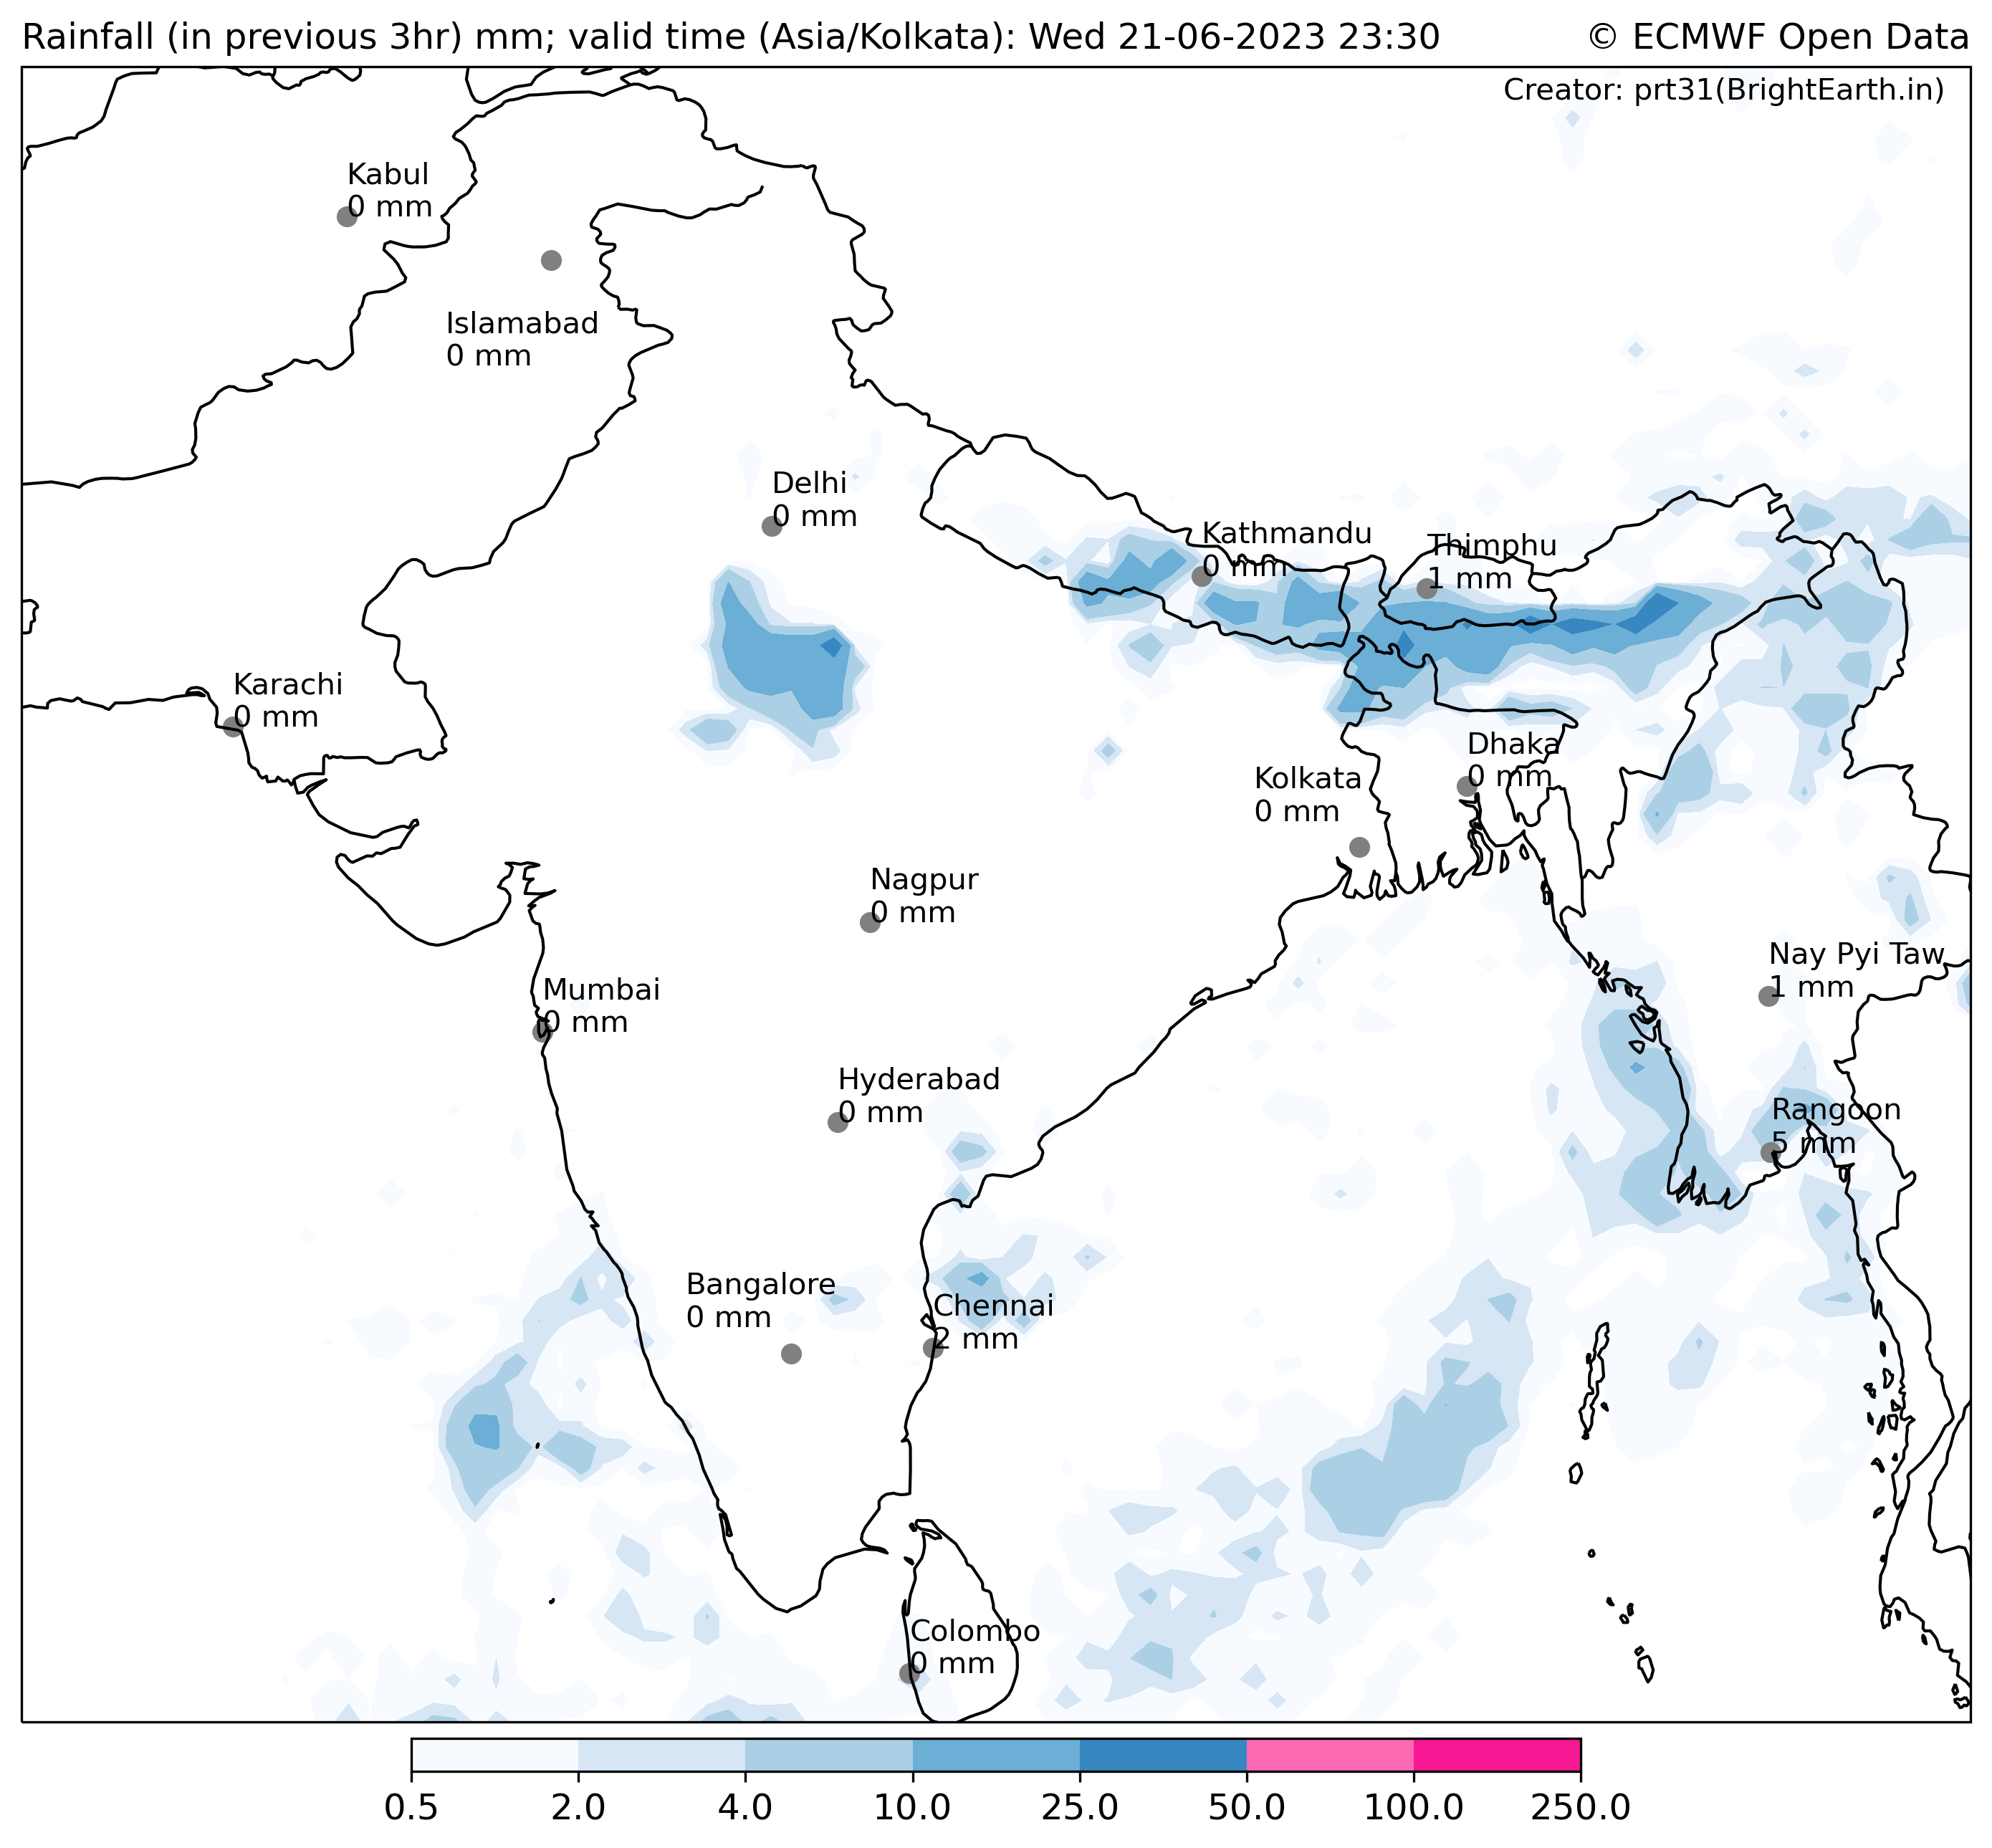 Rainfall (in previous 3hr) mm; valid time (Asia/Kolkata): Wed 21-06-2023 23:30
© ECMWF Open Data
Creator: prt31(BrightEarth.in)
Kabul
0 mm
Islamabad
0 mm
Delhi
0 mm
Kathmandu
0 mm
Thimphu
1 mm
Karachi
0 mm
Dhaka
0 mm
Kolkata
0 mm
Nagpur
0 mm
Nay Pyi Taw
1 mm
Mumbai
0 mm
Hyderabad
0 mm
Rangoon
5 mm
Bangalore
0 mm
Chennai
2 mm
Colombo
0 mm
0.5 2.0 4.0 10.0 25.0 50.0 100.0 250.0